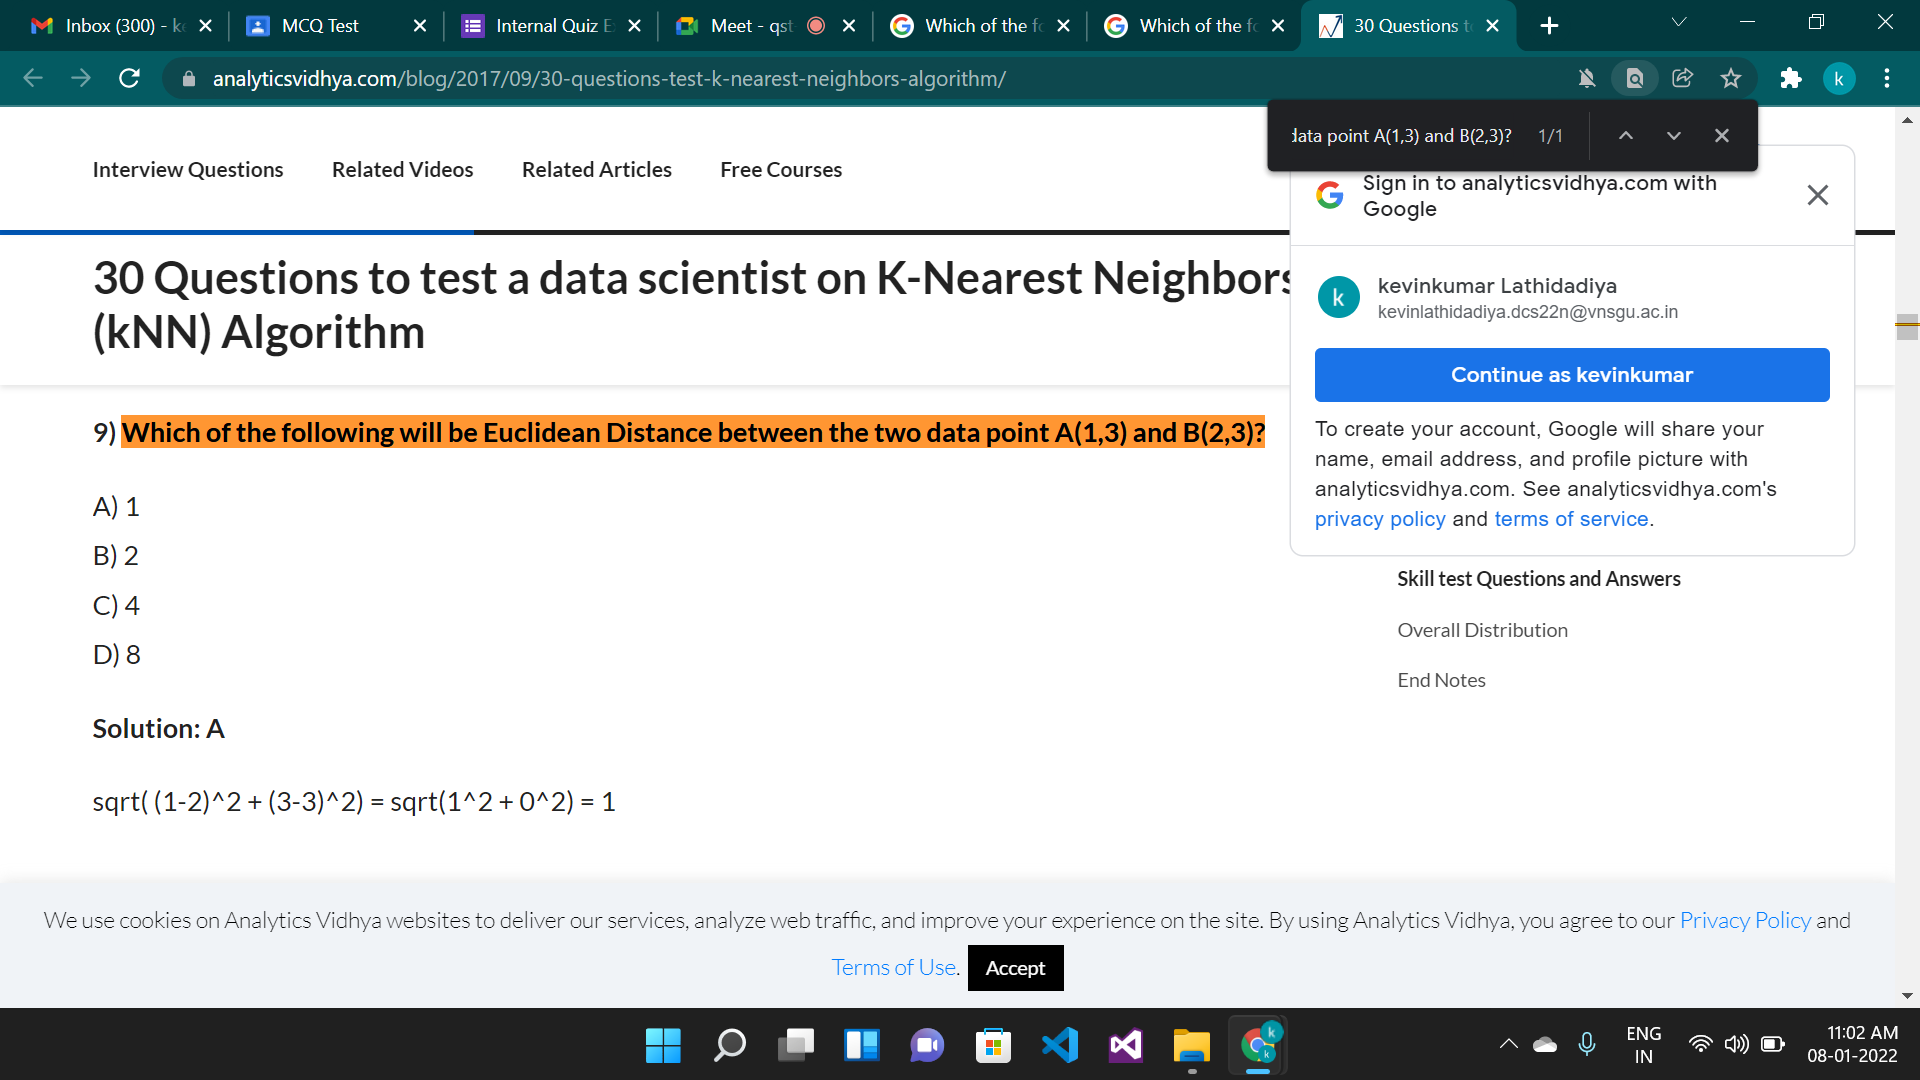 Inbox (300) - ke
MCQ Test
Internal Quiz E
Meet - qst
Which of the fo
Which of the fo
30 Questions t
analyticsvidhya.com/blog/2017/09/30-questions-test-k-nearest-neighbors-algorithm/
k
data point A(1,3) and B(2,3)? 1/1
Interview Questions Related Videos Related Articles Free Courses
Sign in to analyticsvidhya.com with
Google
30 Questions to test a data scientist on K-Nearest Neighbors
(kNN) Algorithm
k
kevinkumar Lathidadiya
kevinlathidadiya.dcs22n@vnsgu.ac.in
Continue as kevinkumar
To create your account, Google will share your
name, email address, and profile picture with
analyticsvidhya.com. See analyticsvidhya.com's
privacy policy and terms of service.
9) Which of the following will be Euclidean Distance between the two data point A(1,3) and B(2,3)?
A) 1
B) 2
C) 4
D) 8
Solution: A
sqrt( (1-2)^2 + (3-3)^2) = sqrt(1^2 + 0^2) = 1
Skill test Questions and Answers
Overall Distribution
End Notes
We use cookies on Analytics Vidhya websites to deliver our services, analyze web traffic, and improve your experience on the site. By using Analytics Vidhya, you agree to our Privacy Policy and
Terms of Use. Accept
k
k
ENG
IN
11:02 AM
08-01-2022